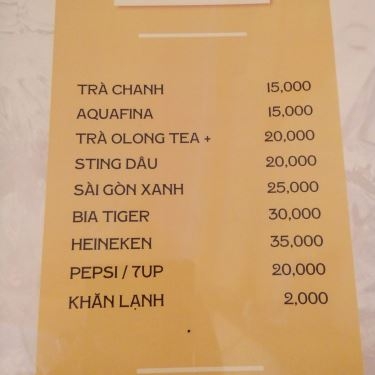 TRÀ CHANH 15,000
AQUAFINA 15,000
TRÀ OLONG TEA + 20,000
STING DÂU 20,000
SÀI GÒN XANH 25,000
BIA TIGER 30,000
HEINEKEN 35,000
PEPSI / 7UP 20,000
KHĂN LẠNH 2,000